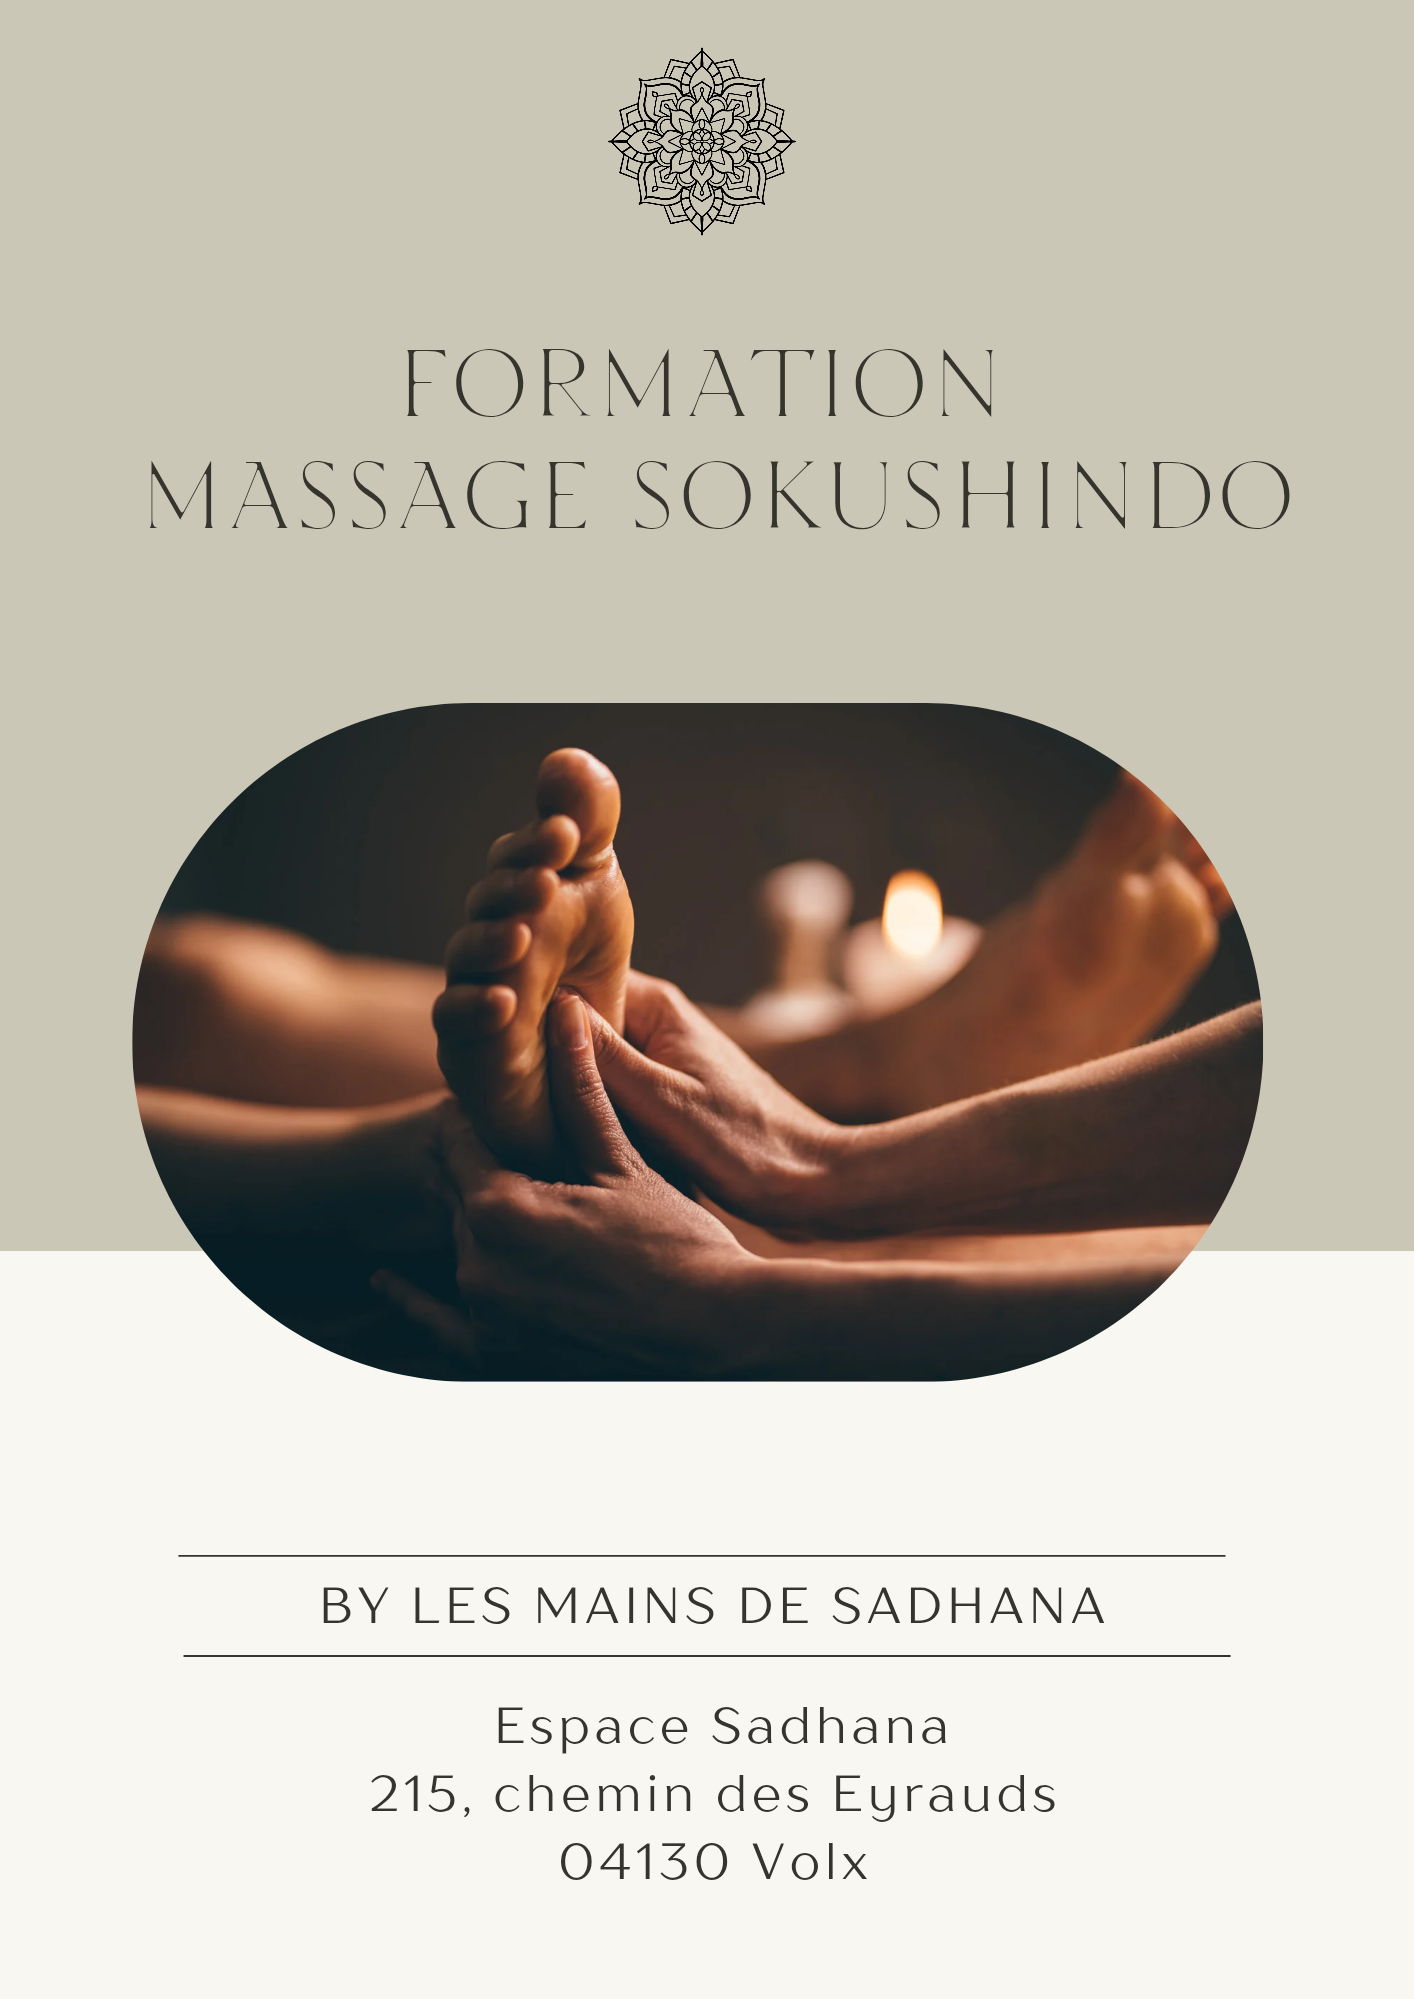 FORMATION
MASSAGE SOKUSHINDO
BY LES MAINS DE SADHANA
Espace Sadhana
215, chemin des Eyrauds
04130 Volx